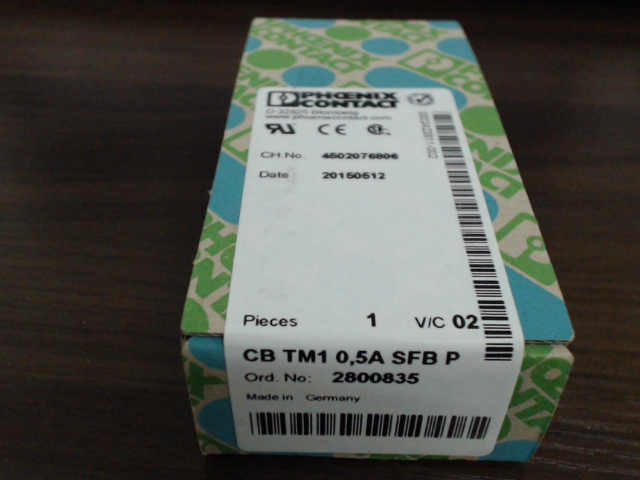 PHŒNIX
CONTACT
D-32825 Blomberg
www.phoenixcontact.com
CH.No. 4502076806
Date 20150512
Pieces 1 V/C 02
CB TM1 0,5A SFB P
Ord. No: 2800835
Made in Germany